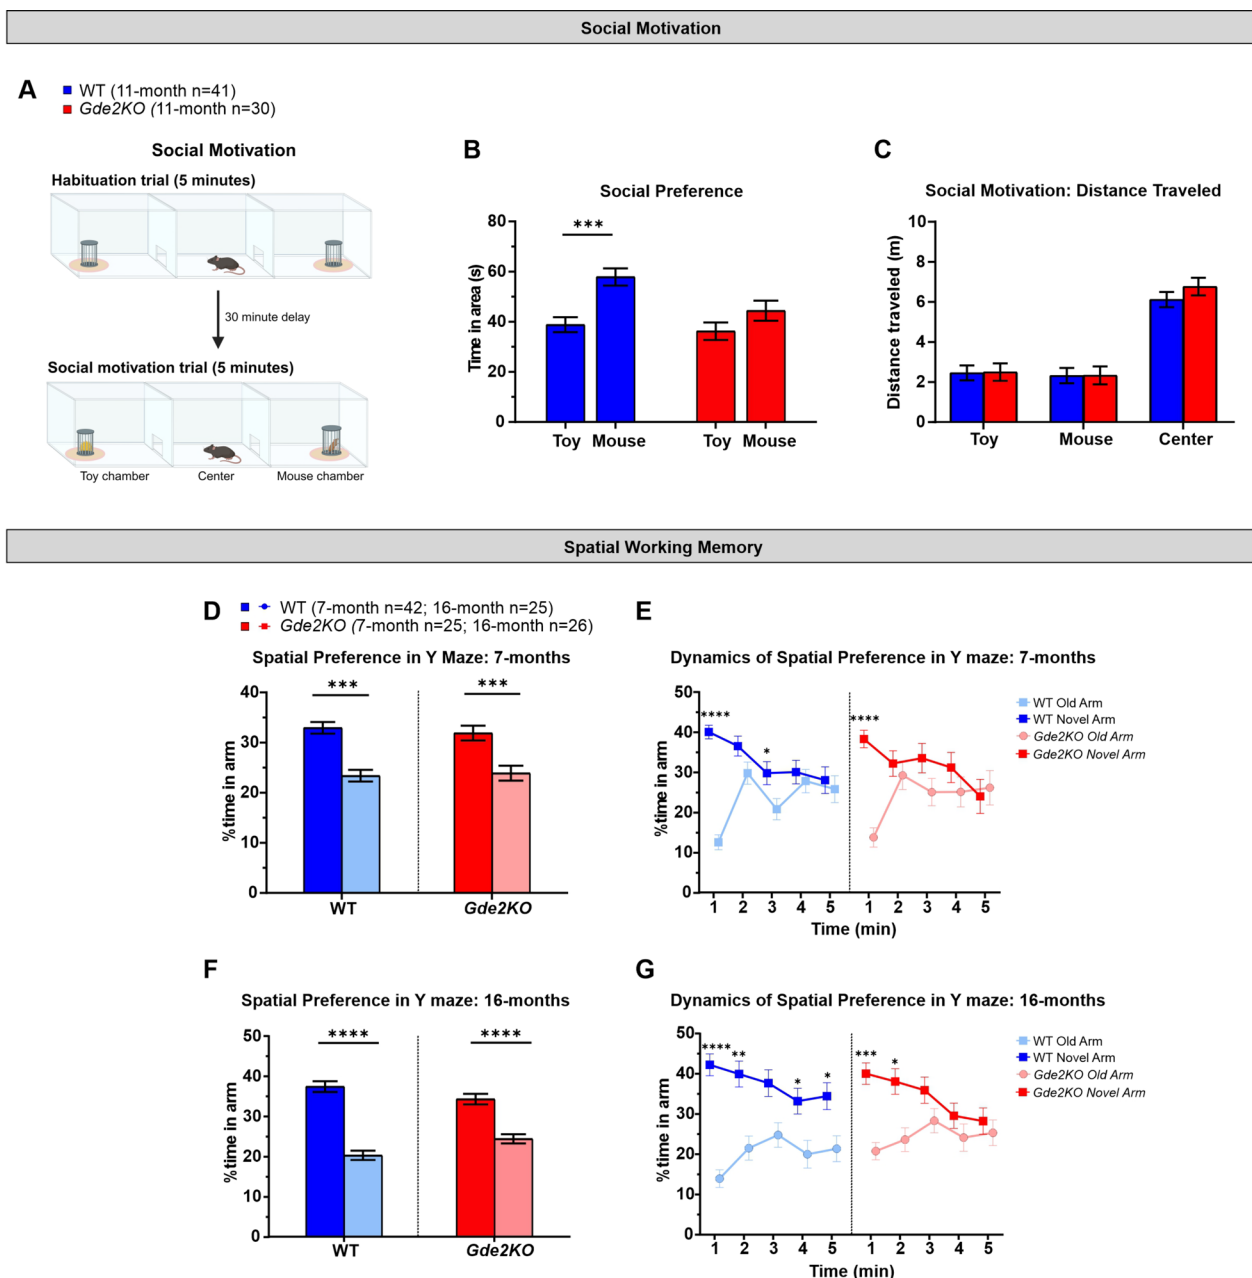 Social Motivation
A
WT (11-month n=41)
Gde2KO (11-month n=30)
Social Motivation
Habituation trial (5 minutes)
30 minute delay
Social motivation trial (5 minutes)
Toy chamber Center Mouse chamber
B
Social Preference
***
80
60
40
20
0
Time in area (s)
Toy Mouse Toy Mouse
C
Social Motivation: Distance Traveled
10
8
6
4
2
0
Distance traveled (m)
Toy Mouse Center
Spatial Working Memory
D
WT (7-month n=42; 16-month n=25)
Gde2KO (7-month n=25; 16-month n=26)
Spatial Preference in Y Maze: 7-months
*** ***
40
30
20
10
0
%time in arm
WT Gde2KO
E
Dynamics of Spatial Preference in Y maze: 7-months
50
40
30
20
10
0
%time in arm
**** * ****
1 2 3 4 5 1 2 3 4 5
Time (min)
WT Old Arm
WT Novel Arm
Gde2KO Old Arm
Gde2KO Novel Arm
F
Spatial Preference in Y maze: 16-months
**** ****
50
40
30
20
10
0
%time in arm
WT Gde2KO
G
Dynamics of Spatial Preference in Y maze: 16-months
50
40
30
20
10
0
%time in arm
**** ** * * *** *
1 2 3 4 5 1 2 3 4 5
Time (min)
WT Old Arm
WT Novel Arm
Gde2KO Old Arm
Gde2KO Novel Arm